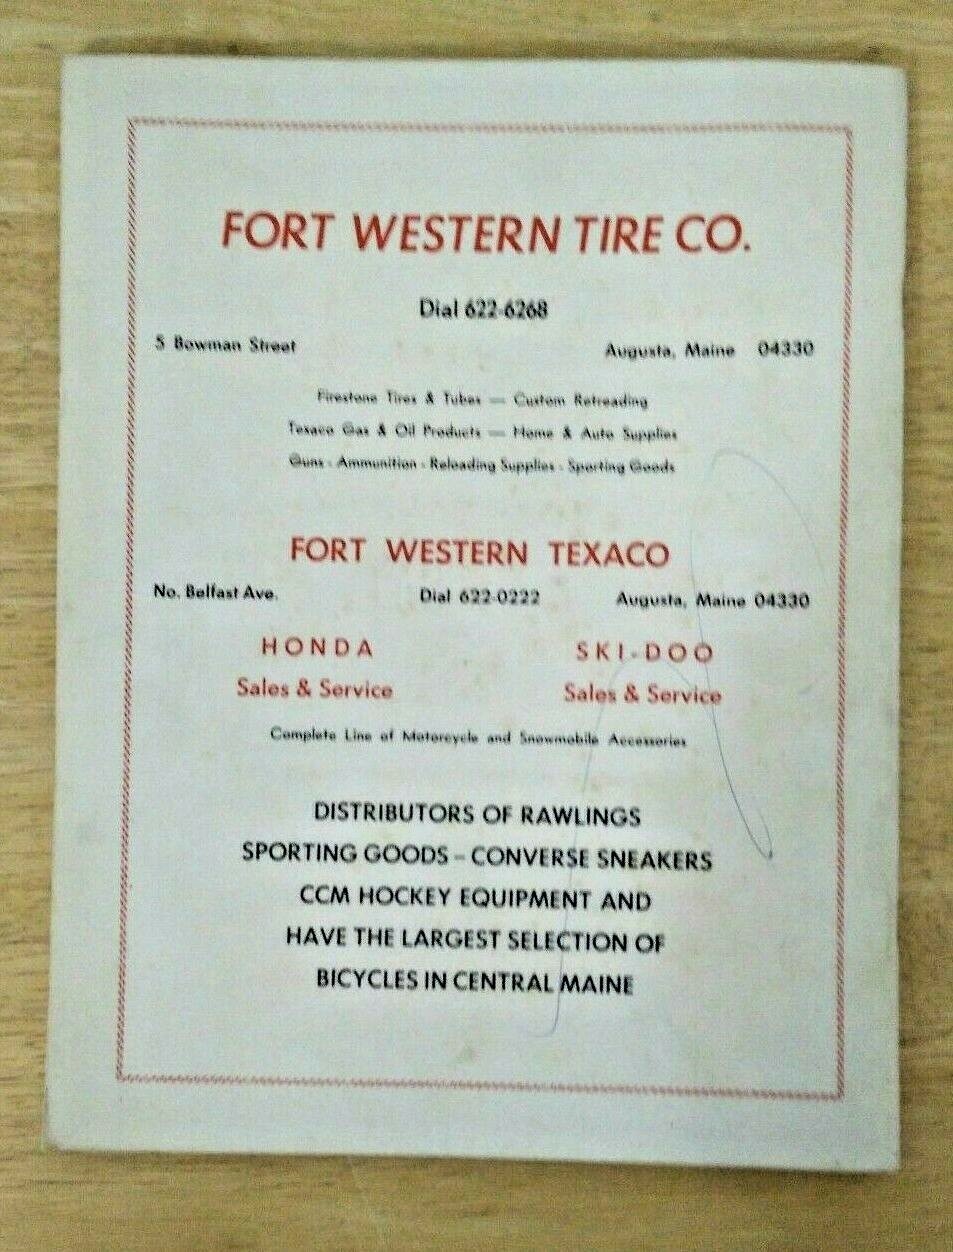 FORT WESTERN TIRE CO.
Dial 622-6268
5 Bowman Street Augusta, Maine 04330
Firestone Tires & Tubes — Custom Retreading
Texaco Gas & Oil Products — Home & Auto Supplies
Guns - Ammunition - Reloading Supplies - Sporting Goods
FORT WESTERN TEXACO
No. Belfast Ave. Dial 622-0222 Augusta, Maine 04330
HONDA SKI-DOO
Sales & Service Sales & Service
Complete Line of Motorcycle and Snowmobile Accessories
DISTRIBUTORS OF RAWLINGS
SPORTING GOODS – CONVERSE SNEAKERS
CCM HOCKEY EQUIPMENT AND
HAVE THE LARGEST SELECTION OF
BICYCLES IN CENTRAL MAINE